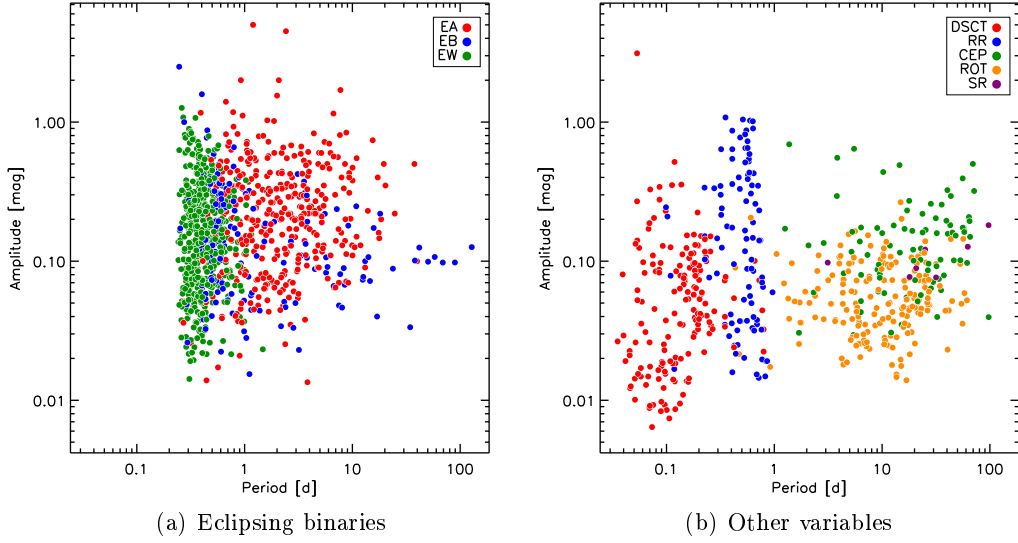 EA
EB
EW
1.00
0.10
0.01
Amplitude [mag]
0.1
1
10
100
Period [d]
(a) Eclipsing binaries
DSCT
RR
CEP
ROT
SR
1.00
0.10
0.01
Amplitude [mag]
0.1
1
10
100
Period [d]
(b) Other variables